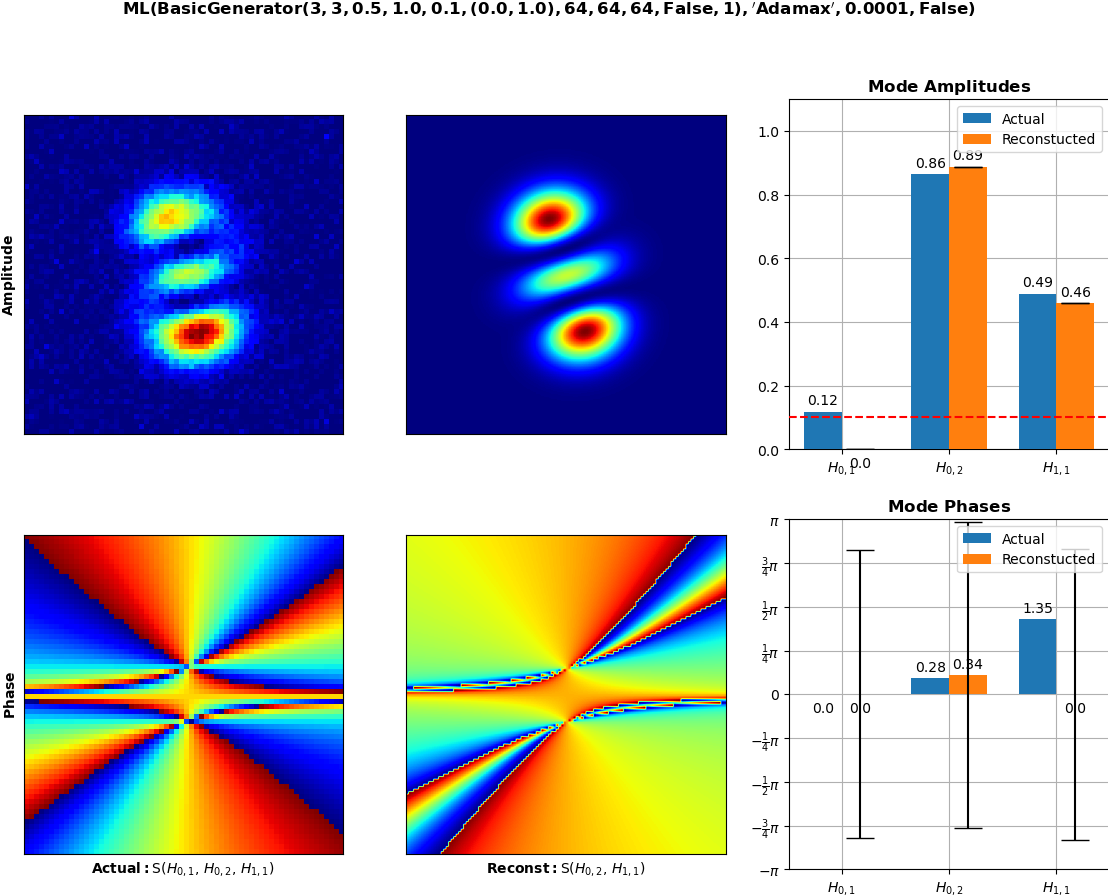 ML(BasicGenerator(3, 3, 0.5, 1.0, 0.1, (0.0, 1.0), 64, 64, 64, False, 1), 'Adamax', 0.0001, False)
Amplitude
Mode Amplitudes
Actual
Reconstucted
1.0
0.8
0.6
0.4
0.2
0.0
0.12
0.0
0.86
0.89
0.49
0.46
H0,1
H0,2
H1,1
Phase
Actual: S(H0,1, H0,2, H1,1)
Reconst: S(H0,2, H1,1)
Mode Phases
Actual
Reconstucted
π
3/4π
1/2π
1/4π
0
−1/4π
−1/2π
−3/4π
−π
0.0
0.0
0.28
0.34
1.35
0.0
H0,1
H0,2
H1,1